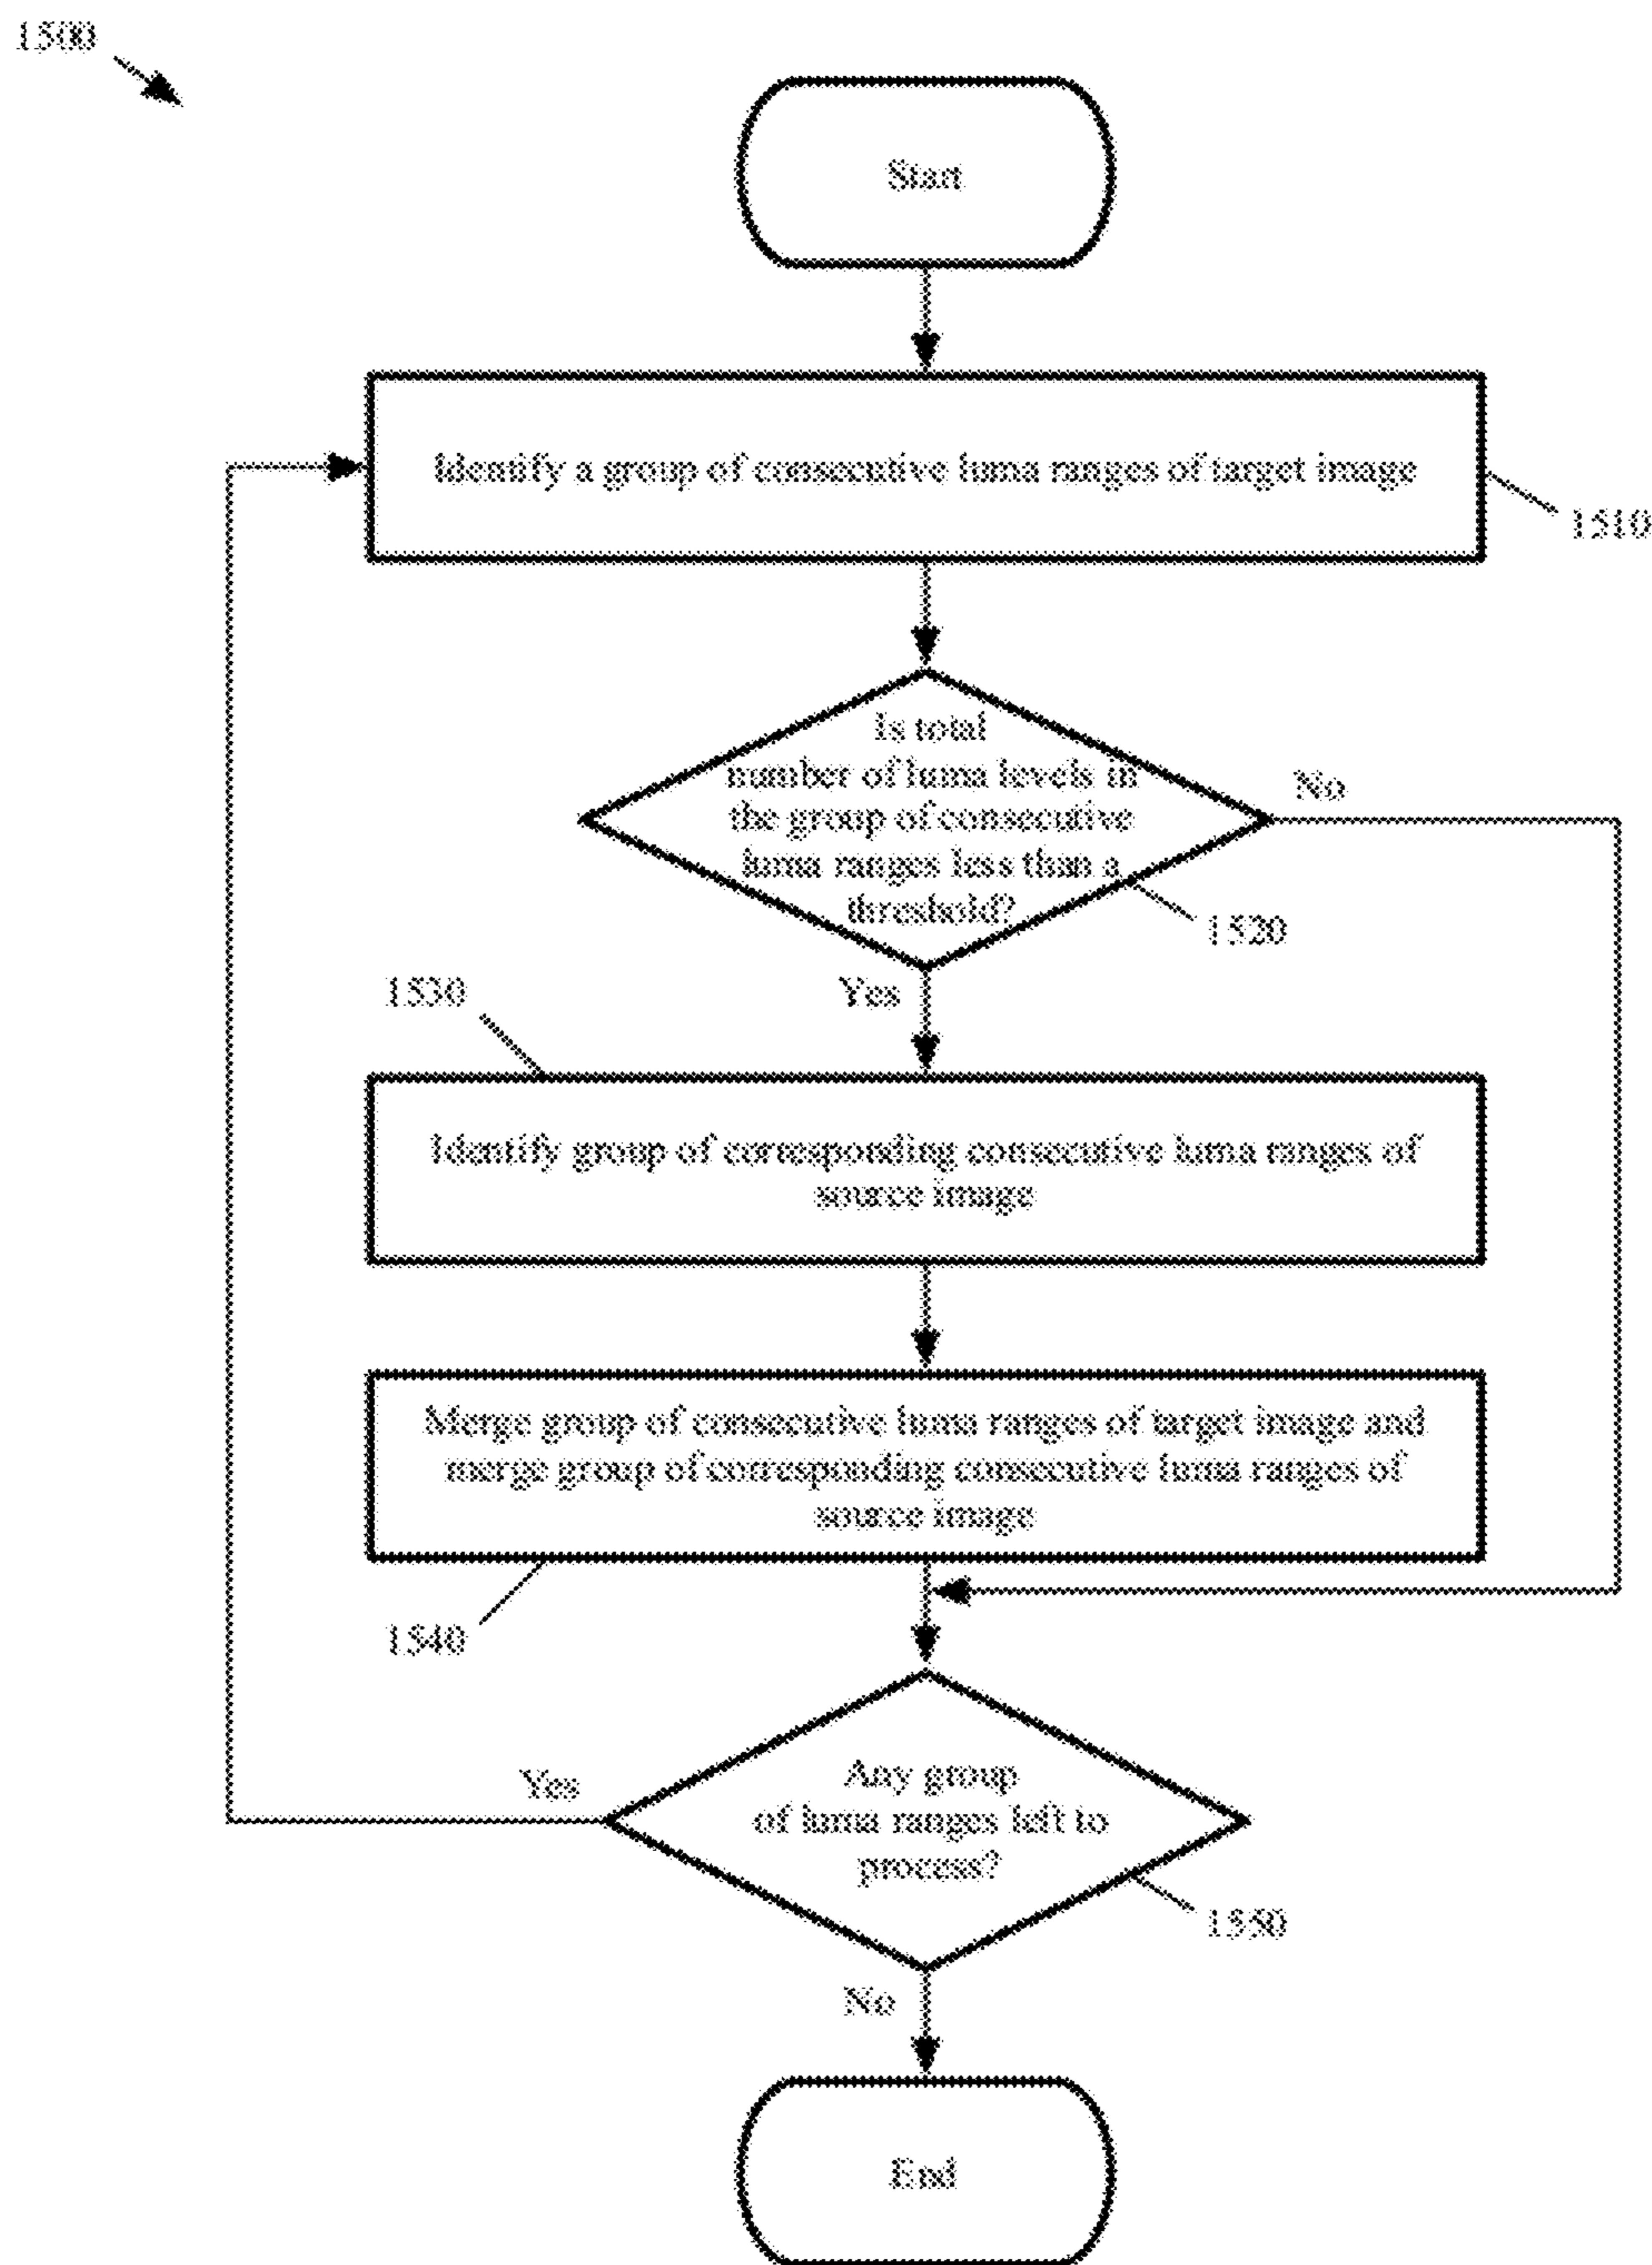 1500
Start
Identify a group of consecutive luma ranges of target image
1510
Is total
number of luma levels in
the group of consecutive
luma ranges less than a
threshold?
No
1520
Yes
1530
Identify group of corresponding consecutive luma ranges of
source image
Merge group of consecutive luma ranges of target image and
merge group of corresponding consecutive luma ranges of
source image
1540
Any group
of luma ranges left to
process?
Yes
1550
No
End